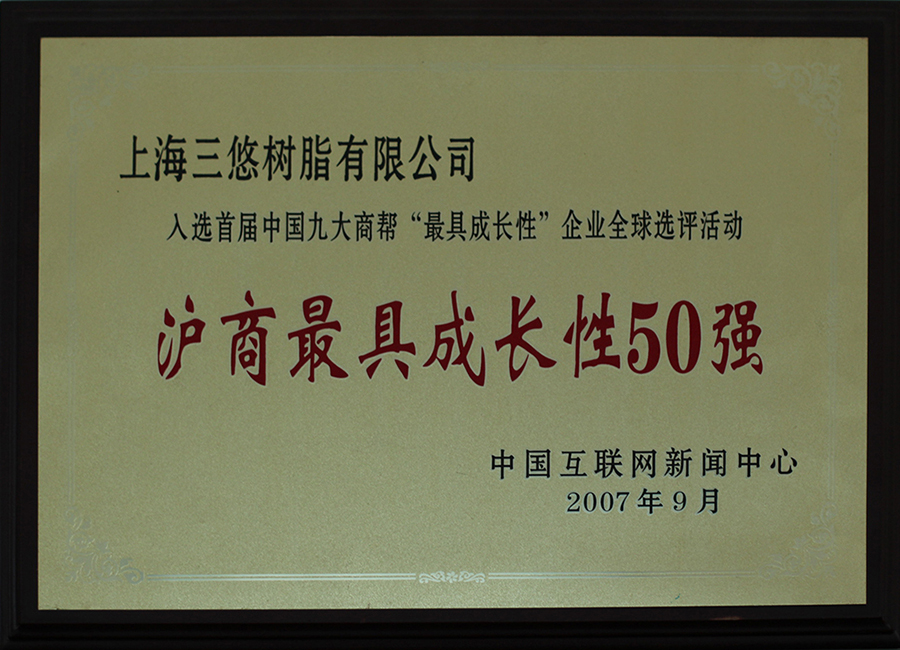 上海三悠树脂有限公司
入选首届中国九大商帮“最具成长性”企业全球选评活动
沪商最具成长性50强
中国互联网新闻中心
2007年9月